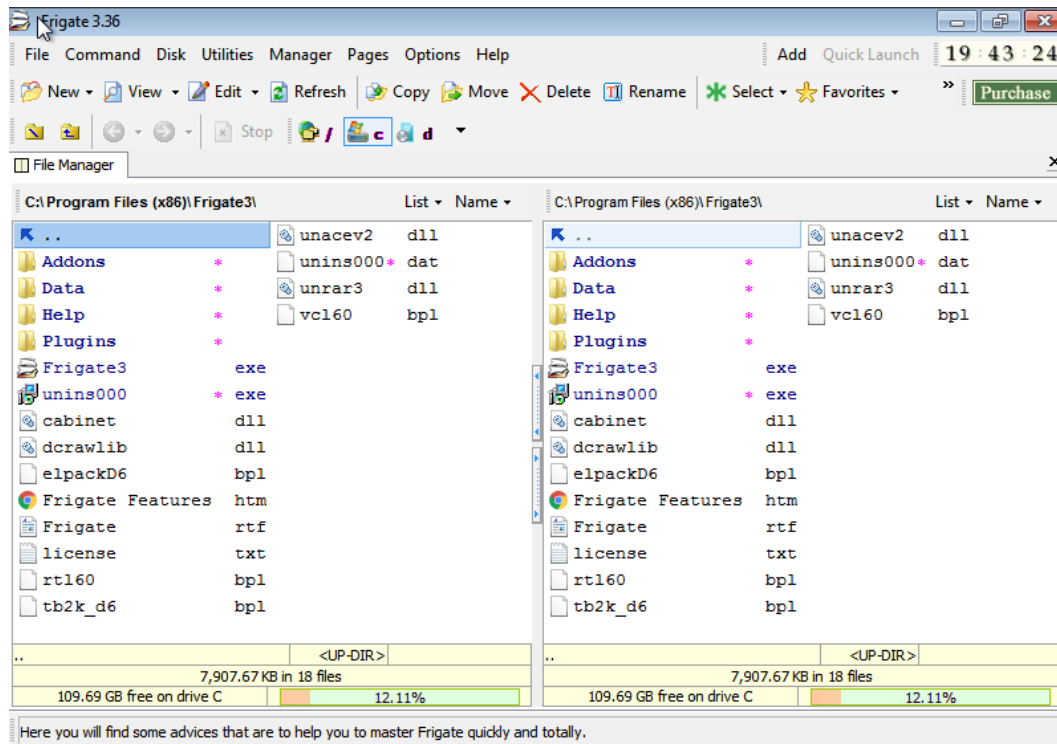 Frigate 3.36
File Command Disk Utilities Manager Pages Options Help Add Quick Launch 19:43:24
New View Edit Refresh Copy Move Delete Rename Select Favorites » Purchase
Stop / c d
File Manager
C:\Program Files (x86)\Frigate3\ List Name C:\Program Files (x86)\Frigate3\ List Name
.. unacev2 dll .. unacev2 dll
Addons * unins000* dat Addons * unins000* dat
Data * unrar3 dll Data * unrar3 dll
Help * vcl60 bpl Help * vcl60 bpl
Plugins * Plugins *
Frigate3 exe Frigate3 exe
unins000 * exe unins000 * exe
cabinet dll cabinet dll
dcrawlib dll dcrawlib dll
elpackD6 bpl elpackD6 bpl
Frigate Features htm Frigate Features htm
Frigate rtf Frigate rtf
license txt license txt
rtl60 bpl rtl60 bpl
tb2k_d6 bpl tb2k_d6 bpl
.. <UP-DIR> .. <UP-DIR>
7,907.67 KB in 18 files 7,907.67 KB in 18 files
109.69 GB free on drive C 12.11% 109.69 GB free on drive C 12.11%
Here you will find some advices that are to help you to master Frigate quickly and totally.